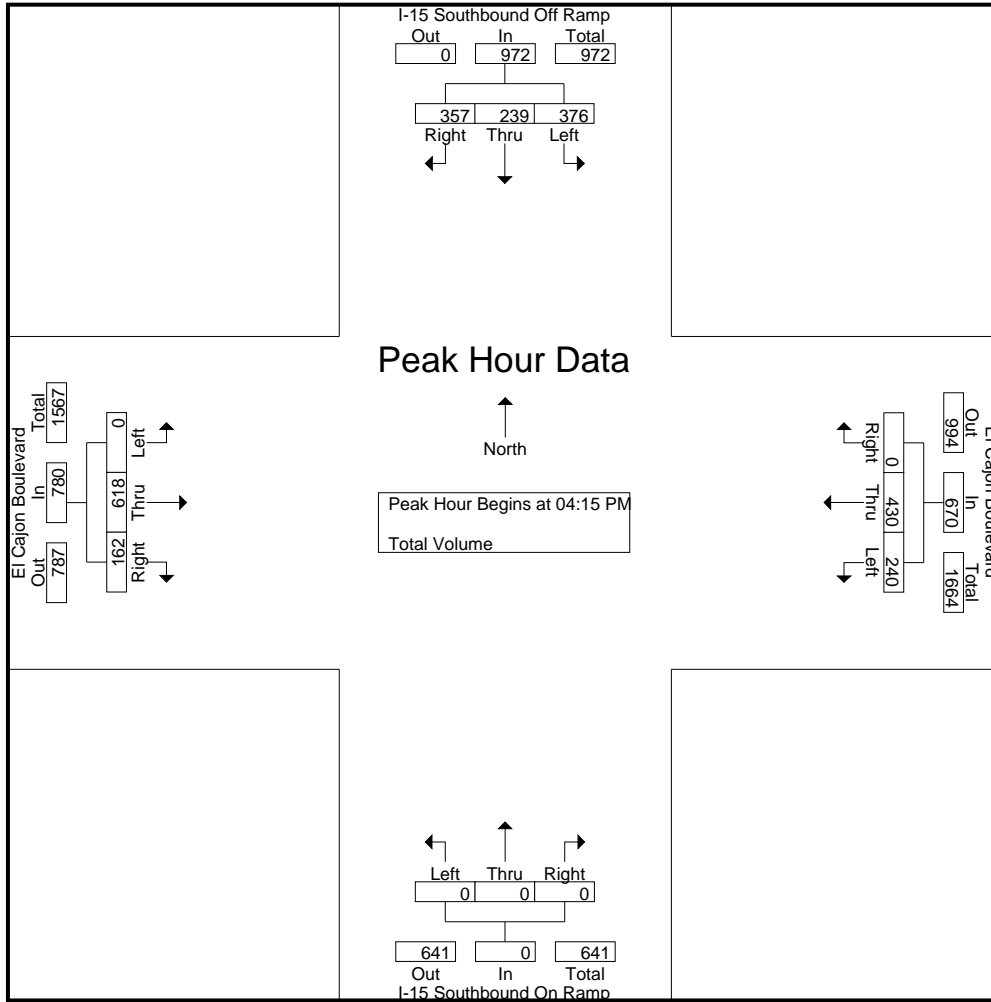 I-15 Southbound Off Ramp
Out In Total
0 972 972
357 239 376
Right Thru Left
Peak Hour Data
North
Peak Hour Begins at 04:15 PM
Total Volume
El Cajon Boulevard
Out In Total
787 780 1567
Right Thru Left
162 618 0
El Cajon Boulevard
Out In Total
994 670 1664
Right Thru Left
0 430 240
Left Thru Right
0 0 0
641 0 641
Out In Total
I-15 Southbound On Ramp